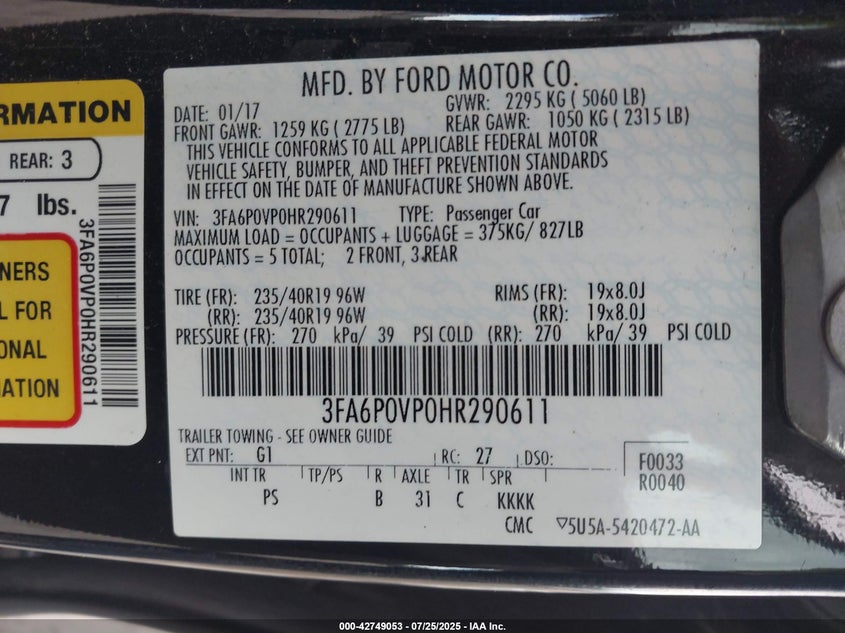 RMATION
REAR: 3
7 lbs.
3FA6P0VP0HR290611
NERS
L FOR
ONAL
MATION
MFD. BY FORD MOTOR CO.
DATE: 01/17 GVWR: 2295 KG ( 5060 LB)
FRONT GAWR: 1259 KG ( 2775 LB) REAR GAWR: 1050 KG ( 2315 LB)
THIS VEHICLE CONFORMS TO ALL APPLICABLE FEDERAL MOTOR
VEHICLE SAFETY, BUMPER, AND THEFT PREVENTION STANDARDS
IN EFFECT ON THE DATE OF MANUFACTURE SHOWN ABOVE.
VIN: 3FA6P0VP0HR290611 TYPE: Passenger Car
MAXIMUM LOAD = OCCUPANTS + LUGGAGE = 375KG/ 827LB
OCCUPANTS = 5 TOTAL; 2 FRONT, 3 REAR
TIRE (FR): 235/40R19 96W RIMS (FR): 19x8.0J
(RR): 235/40R19 96W (RR): 19x8.0J
PRESSURE (FR): 270 kPa/ 39 PSI COLD (RR): 270 kPa/ 39 PSI COLD
3FA6P0VP0HR290611
TRAILER TOWING - SEE OWNER GUIDE
EXT PNT: G1 RC: 27 DSO: F0033
INT TR TP/PS R AXLE TR SPR R0040
PS B 31 C KKKK
CMC ▽5U5A-5420472-AA
000-42749053 - 07/25/2025 - IAA Inc.